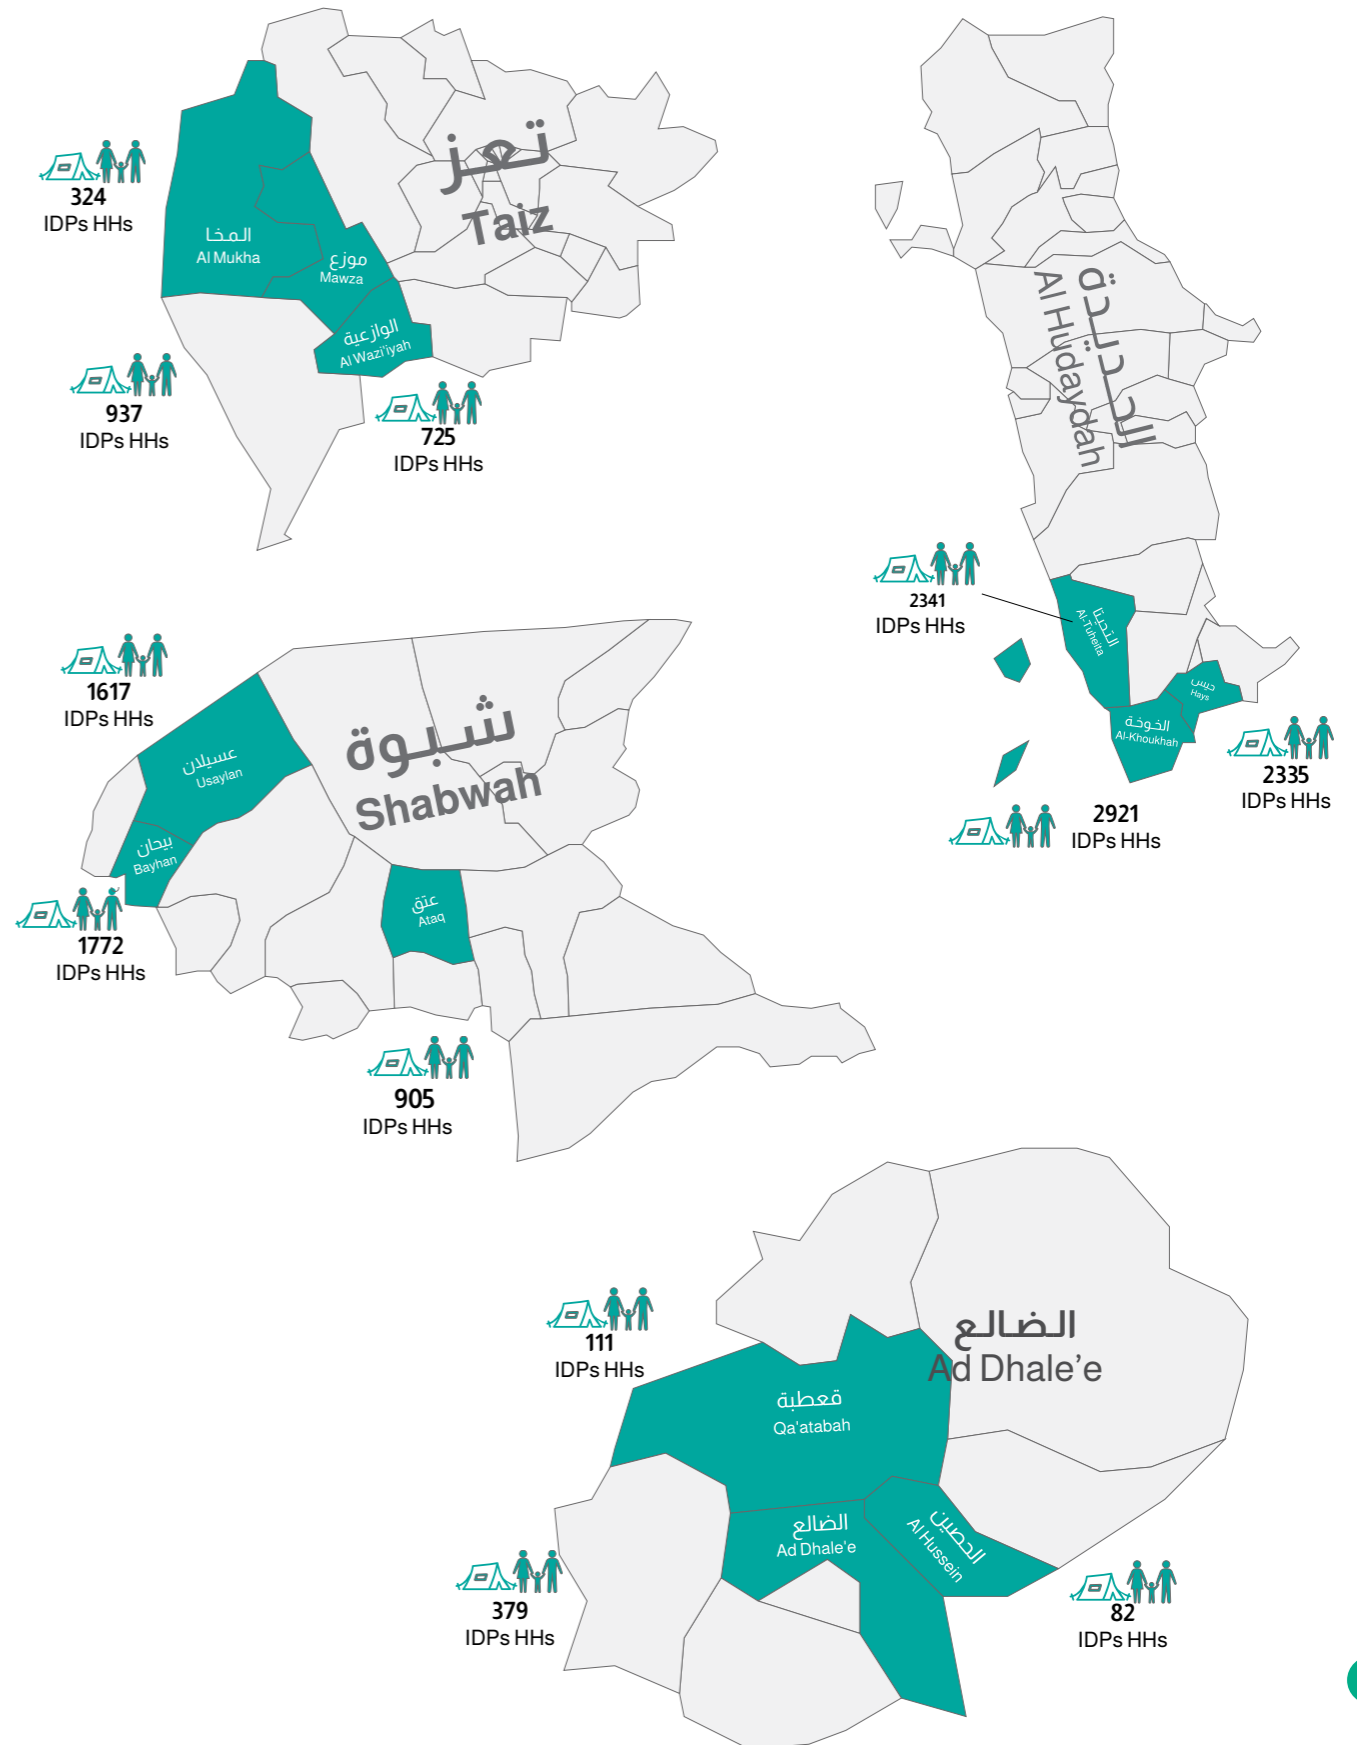 تعز
Taiz
324
IDPs HHs
المخا
Al Mukha
موزع
Mawza
الوازعية
Al Wazi'iyah
937
IDPs HHs
725
IDPs HHs
الحديدة
Al Hudaydah
2341
IDPs HHs
التحيتا
Al-Tuheita
حيس
Hays
الخوخة
Al-Khoukhah
2335
IDPs HHs
2921
IDPs HHs
1617
IDPs HHs
شبوة
Shabwah
عسيلان
Usaylan
بيحان
Bayhan
1772
IDPs HHs
عتق
Ataq
905
IDPs HHs
الضالع
Ad Dhale’e
111
IDPs HHs
قعطبة
Qa'atabah
الضالع
Ad Dhale'e
الحصين
Al Hussein
379
IDPs HHs
82
IDPs HHs